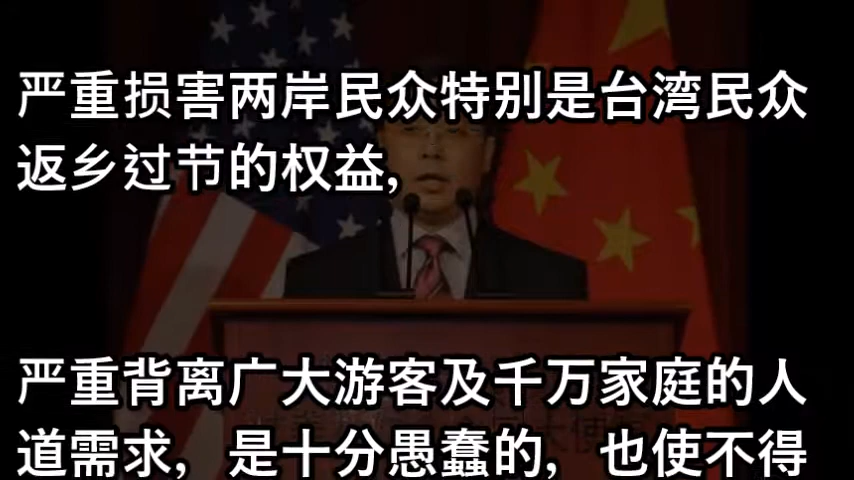 严重损害两岸民众特别是台湾民众
返乡过节的权益,
严重背离广大游客及千万家庭的人
道需求，是十分愚蠢的，也使不得